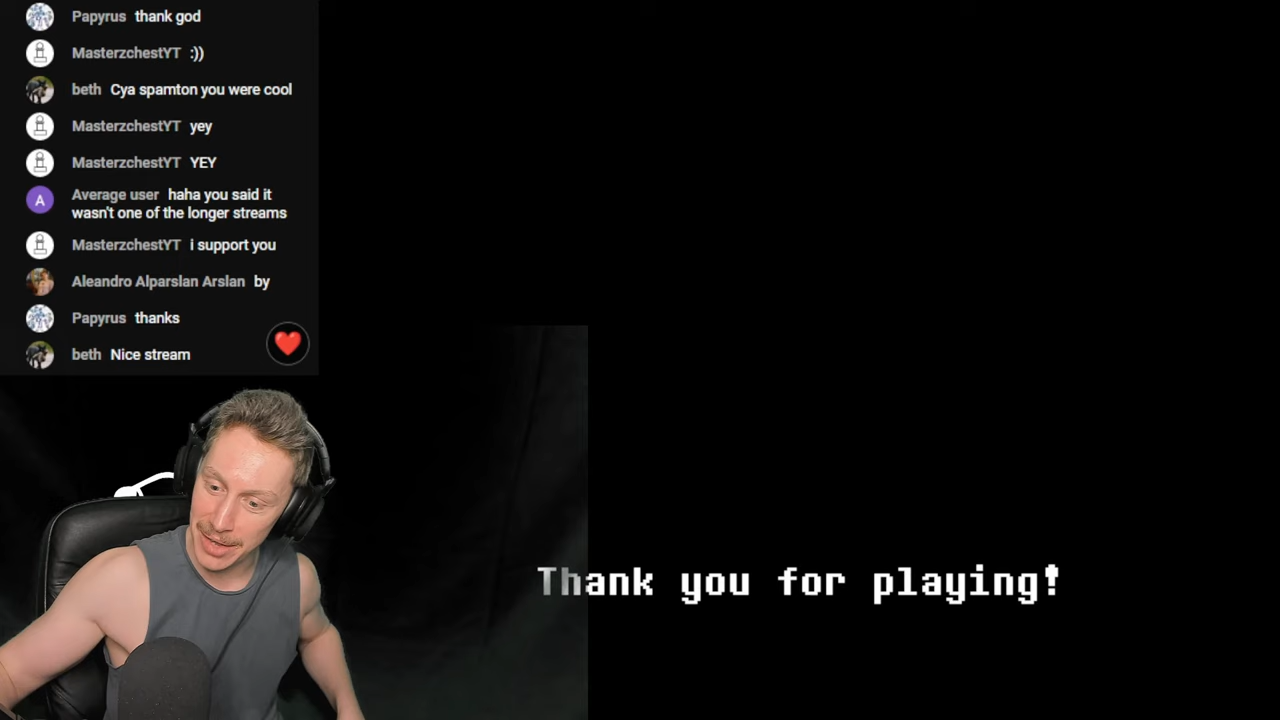 Papyrus thank god
MasterzchestYT :))
beth Cya spamton you were cool
MasterzchestYT yey
MasterzchestYT YEY
A Average user haha you said it
wasn't one of the longer streams
MasterzchestYT i support you
Aleandro Alparslan Arslan by
Papyrus thanks
beth Nice stream
Thank you for playing!